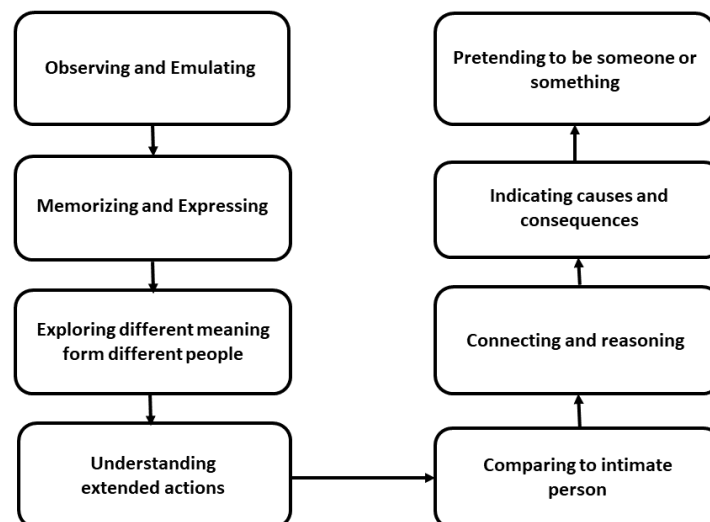 Observing and Emulating
Memorizing and Expressing
Exploring different meaning
form different people
Understanding
extended actions
Comparing to intimate
person
Connecting and reasoning
Indicating causes and
consequences
Pretending to be someone or
something